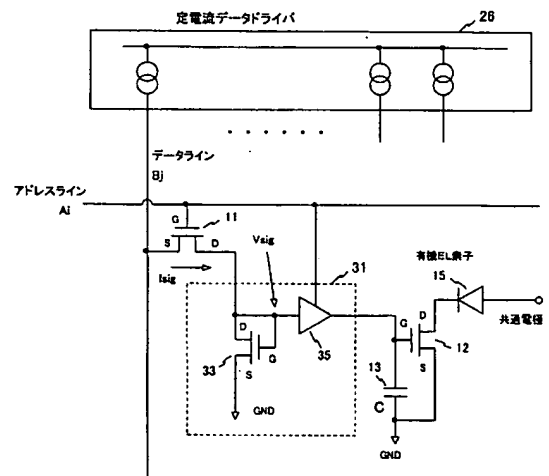 定電流データドライバ
26
データライン
Bj
アドレスライン
Ai
G
11
S
D
Isig
Vsig
31
有機EL素子
15
共通電極
D
G
S
33
35
GND
G
D
S
12
13
C
GND